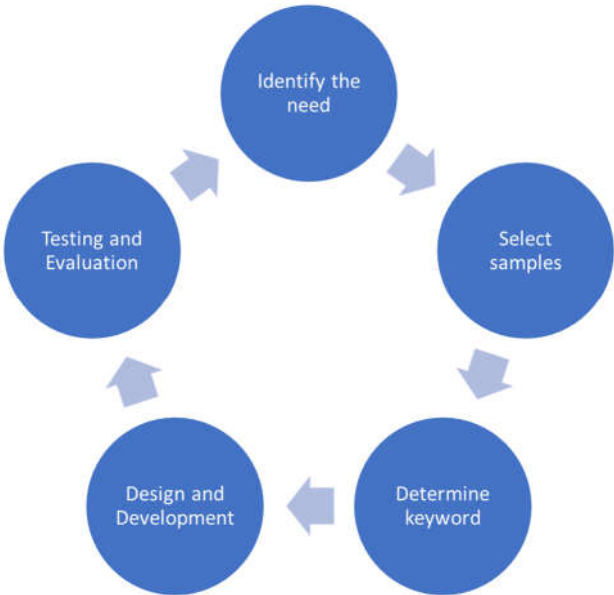 Identify the
need
Select
samples
Determine
keyword
Design and
Development
Testing and
Evaluation